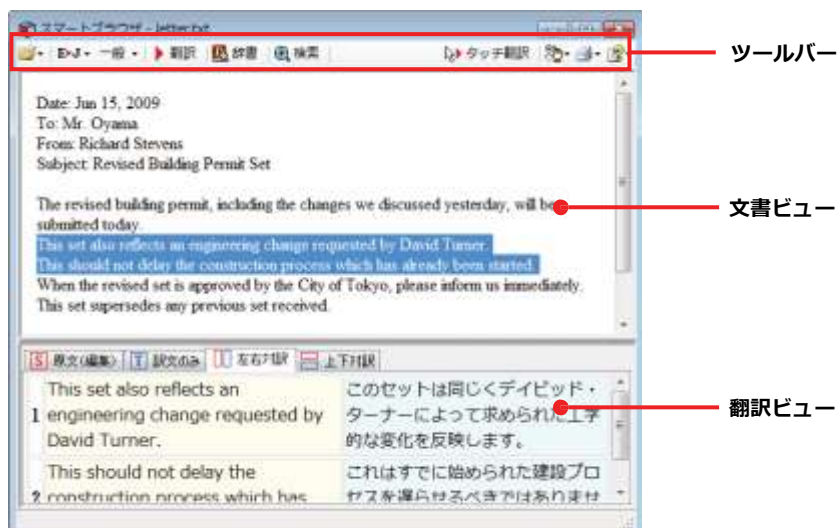 スマートブラウザ - letter.txt
E>J 一般 翻訳 辞書 検索 タッチ翻訳
ツールバー
Date: Jun 15, 2009
To: Mr. Oyama
From: Richard Stevens
Subject: Revised Building Permit Set
The revised building permit, including the changes we discussed yesterday, will be
文書ビュー
submitted today.
This set also reflects an engineering change requested by David Turner.
This should not delay the construction process which has already been started.
When the revised set is approved by the City of Tokyo, please inform us immediately.
This set supersedes any previous set received.
S 原文(編集) T 訳文のみ 左右対訳 上下対訳
1
This set also reflects an
engineering change requested by
David Turner.
このセットは同じくデイビッド・
ターナーによって求められた工学
的な変化を反映します。
翻訳ビュー
2
This should not delay the
construction process which has
これはすでに始められた建設プロ
セスを遅らせるべきではありませ